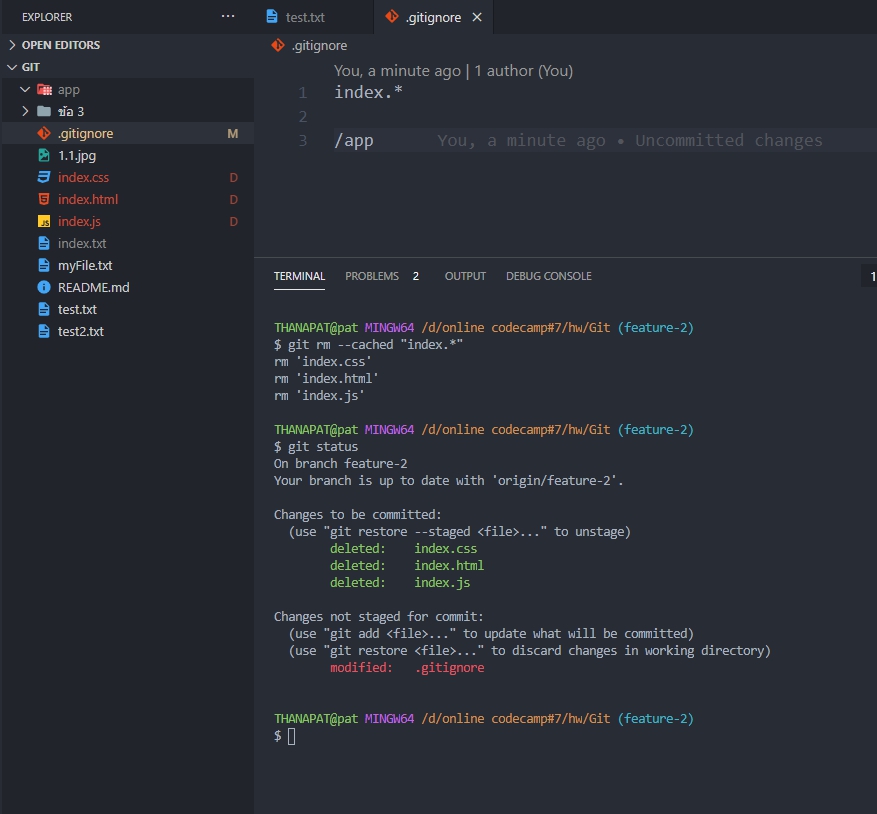 EXPLORER
test.txt
.gitignore
OPEN EDITORS
GIT
app
ข้อ 3
.gitignore M
1.1.jpg
index.css D
index.html D
index.js D
index.txt
myFile.txt
README.md
test.txt
test2.txt
.gitignore
You, a minute ago | 1 author (You)
1 index.*
2
3 /app You, a minute ago • Uncommitted changes
TERMINAL PROBLEMS 2 OUTPUT DEBUG CONSOLE 1
THANAPAT@pat MINGW64 /d/online codecamp#7/hw/Git (feature-2)
$ git rm --cached "index.*"
rm 'index.css'
rm 'index.html'
rm 'index.js'
THANAPAT@pat MINGW64 /d/online codecamp#7/hw/Git (feature-2)
$ git status
On branch feature-2
Your branch is up to date with 'origin/feature-2'.
Changes to be committed:
(use "git restore --staged <file>..." to unstage)
deleted: index.css
deleted: index.html
deleted: index.js
Changes not staged for commit:
(use "git add <file>..." to update what will be committed)
(use "git restore <file>..." to discard changes in working directory)
modified: .gitignore
THANAPAT@pat MINGW64 /d/online codecamp#7/hw/Git (feature-2)
$